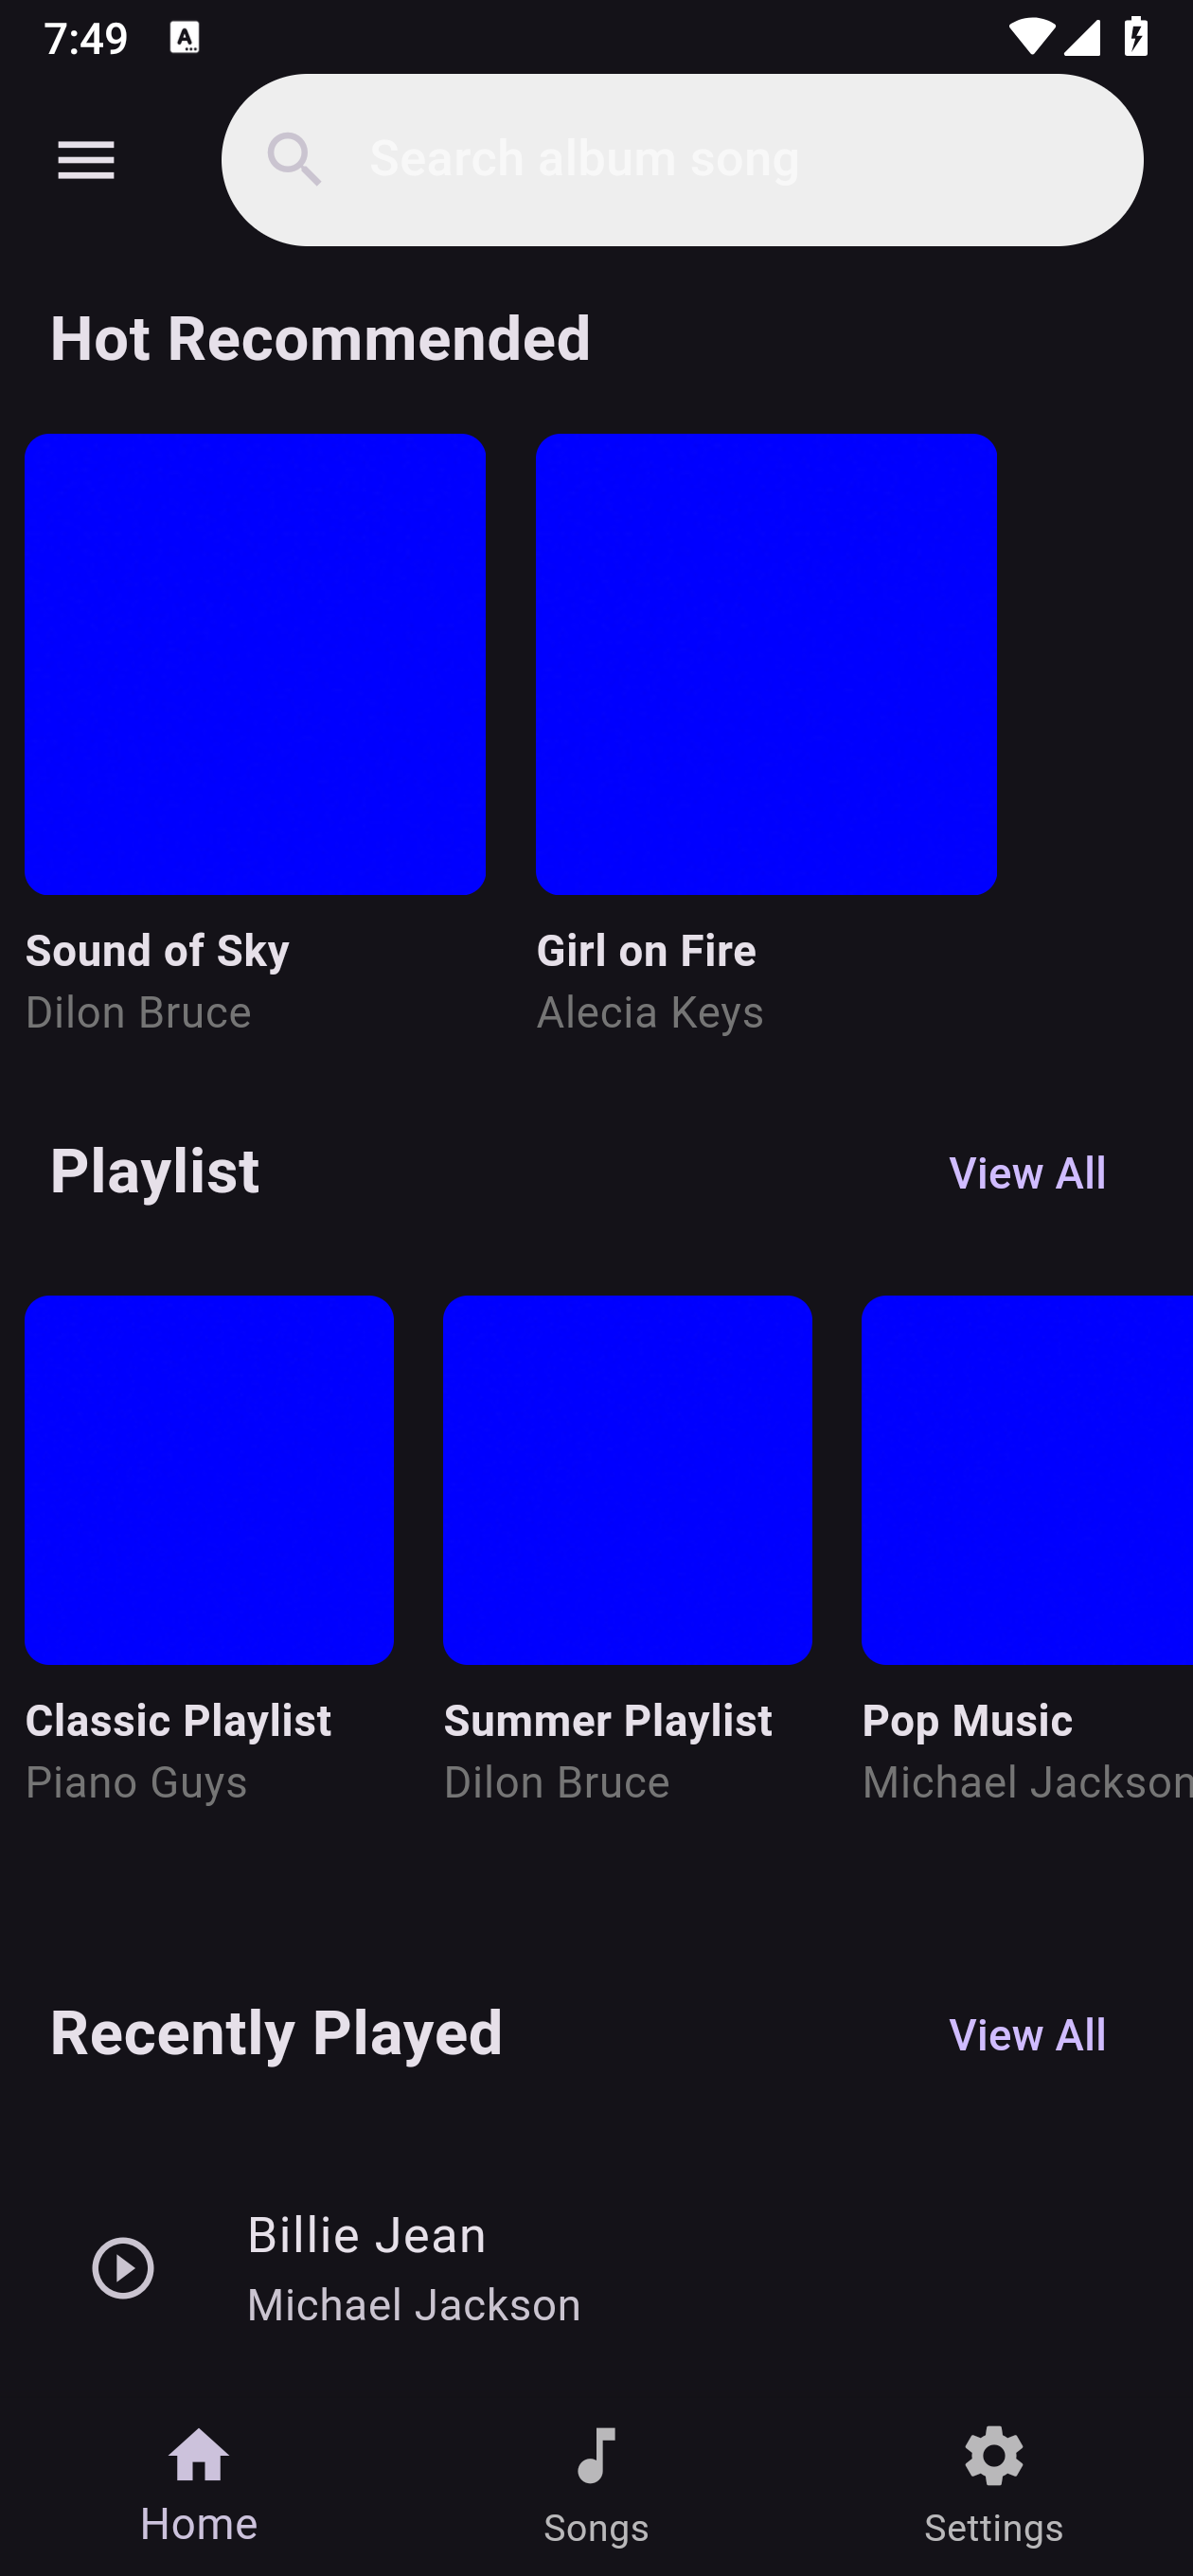 7:49
Search album song
Hot Recommended
Sound of Sky
Dilon Bruce
Girl on Fire
Alecia Keys
Playlist
View All
Classic Playlist
Piano Guys
Summer Playlist
Dilon Bruce
Pop Music
Michael Jackson
Recently Played
View All
Billie Jean
Michael Jackson
Home
Songs
Settings